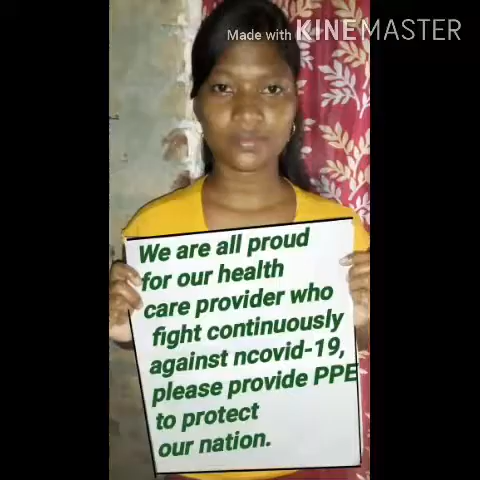 Made with KINEMASTER
We are all proud
for our health
care provider who
fight continuously
against ncovid-19,
please provide PPE
to protect
our nation.